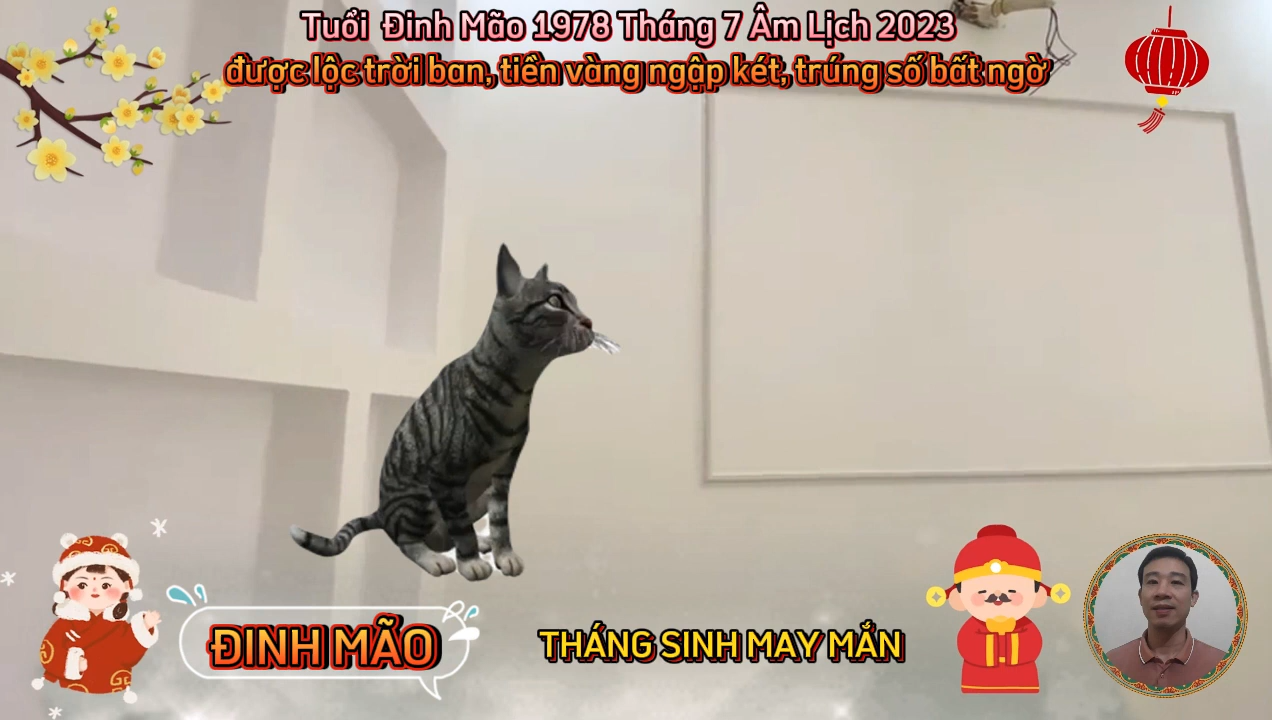 Tuổi Đinh Mão 1978 Tháng 7 Âm Lịch 2023
được lộc trời ban, tiền vàng ngập két, trúng số bất ngờ
ĐINH MÃO
THÁNG SINH MAY MẮN